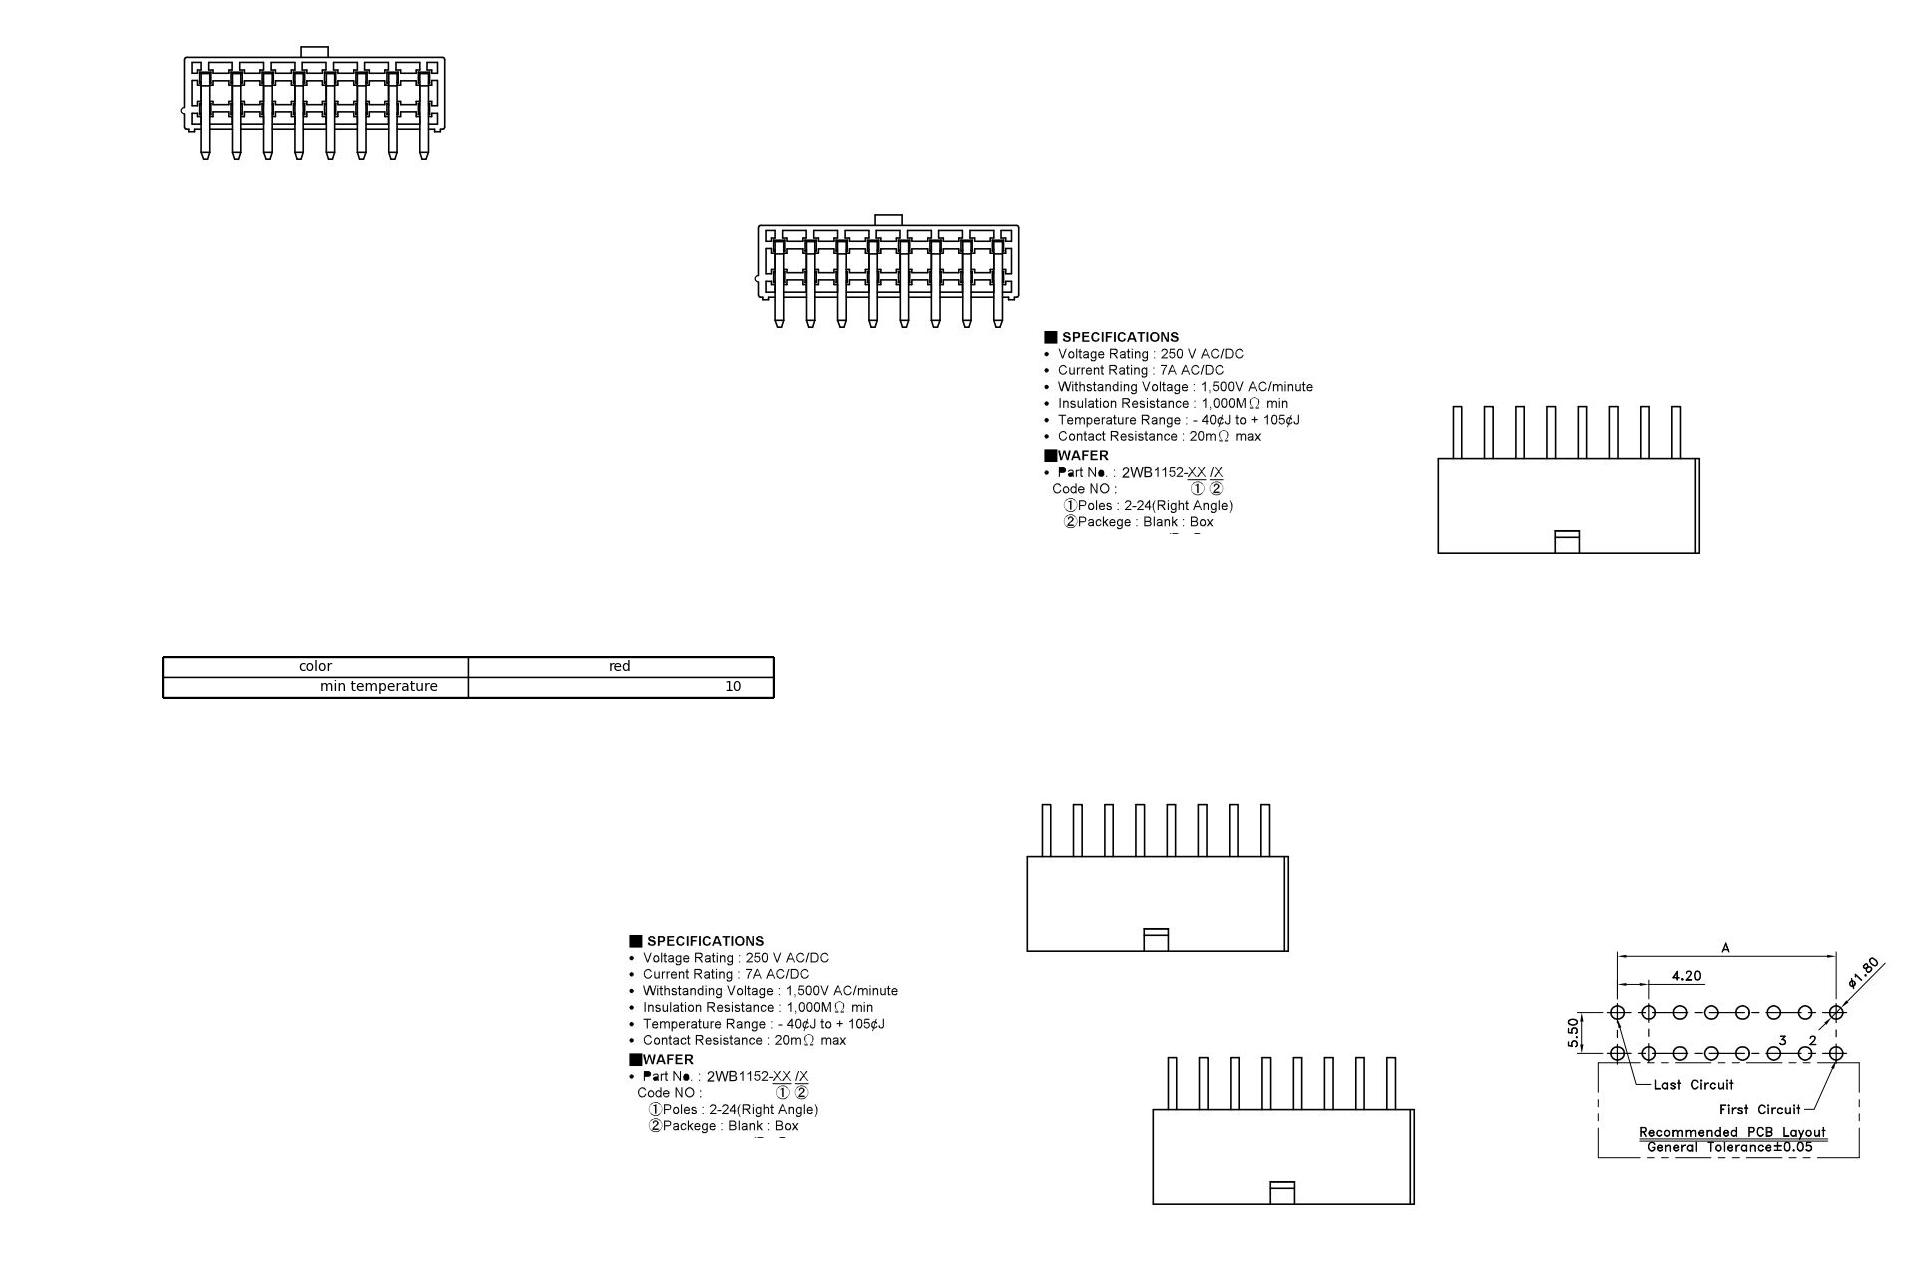 ■ SPECIFICATIONS
• Voltage Rating : 250 V AC/DC
• Current Rating : 7A AC/DC
• Withstanding Voltage : 1,500V AC/minute
• Insulation Resistance : 1,000MΩ min
• Temperature Range : - 40¢J to + 105¢J
• Contact Resistance : 20mΩ max
■WAFER
• Part No. : 2WB1152-XX /X
Code NO : ① ②
①Poles : 2-24(Right Angle)
②Packege : Blank : Box
color red
min temperature 10
■ SPECIFICATIONS
• Voltage Rating : 250 V AC/DC
• Current Rating : 7A AC/DC
• Withstanding Voltage : 1,500V AC/minute
• Insulation Resistance : 1,000MΩ min
• Temperature Range : - 40¢J to + 105¢J
• Contact Resistance : 20mΩ max
■WAFER
• Part No. : 2WB1152-XX /X
Code NO : ① ②
①Poles : 2-24(Right Angle)
②Packege : Blank : Box
A
4.20
ø1.80
5.50
3 2
Last Circuit
First Circuit
Recommended PCB Layout
General Tolerance±0.05